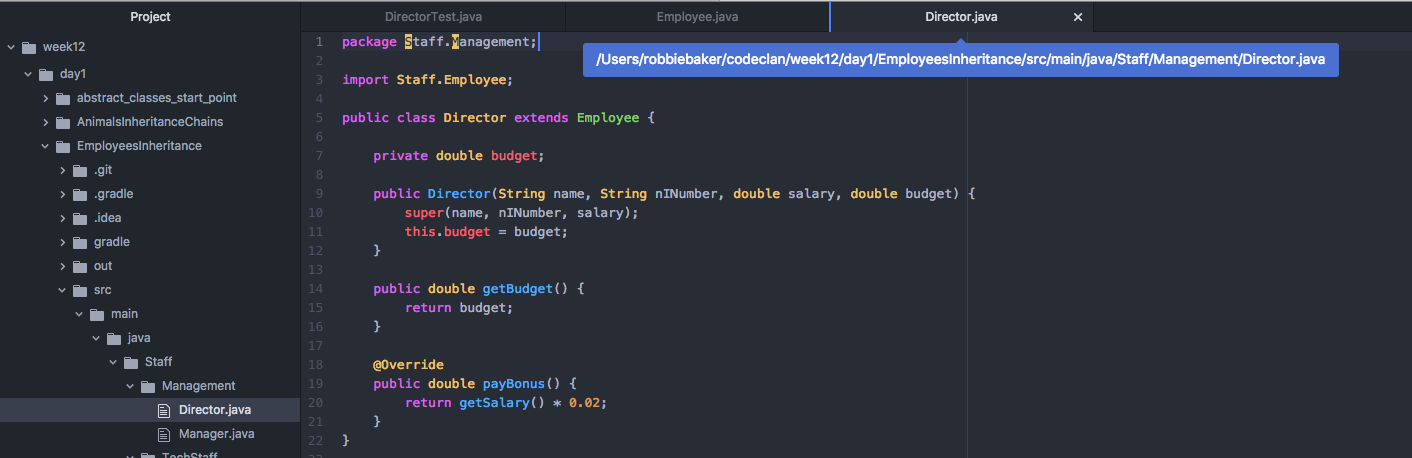 Project
week12
day1
abstract_classes_start_point
AnimalsInheritanceChains
EmployeesInheritance
.git
.gradle
.idea
gradle
out
src
main
java
Staff
Management
Director.java
Manager.java
TechStaff
DirectorTest.java Employee.java Director.java
/Users/robbiebaker/codeclan/week12/day1/EmployeesInheritance/src/main/java/Staff/Management/Director.java
1 package Staff.Management;
2
3 import Staff.Employee;
4
5 public class Director extends Employee {
6
7 private double budget;
8
9 public Director(String name, String nINumber, double salary, double budget) {
10 super(name, nINumber, salary);
11 this.budget = budget;
12 }
13
14 public double getBudget() {
15 return budget;
16 }
17
18 @Override
19 public double payBonus() {
20 return getSalary() * 0.02;
21 }
22 }